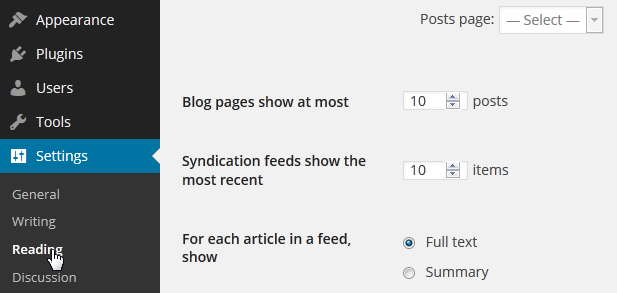 Appearance
Plugins
Users
Tools
Settings
General
Writing
Reading
Discussion
Posts page: — Select —
Blog pages show at most 10 posts
Syndication feeds show the
most recent 10 items
For each article in a feed,
show
Full text
Summary